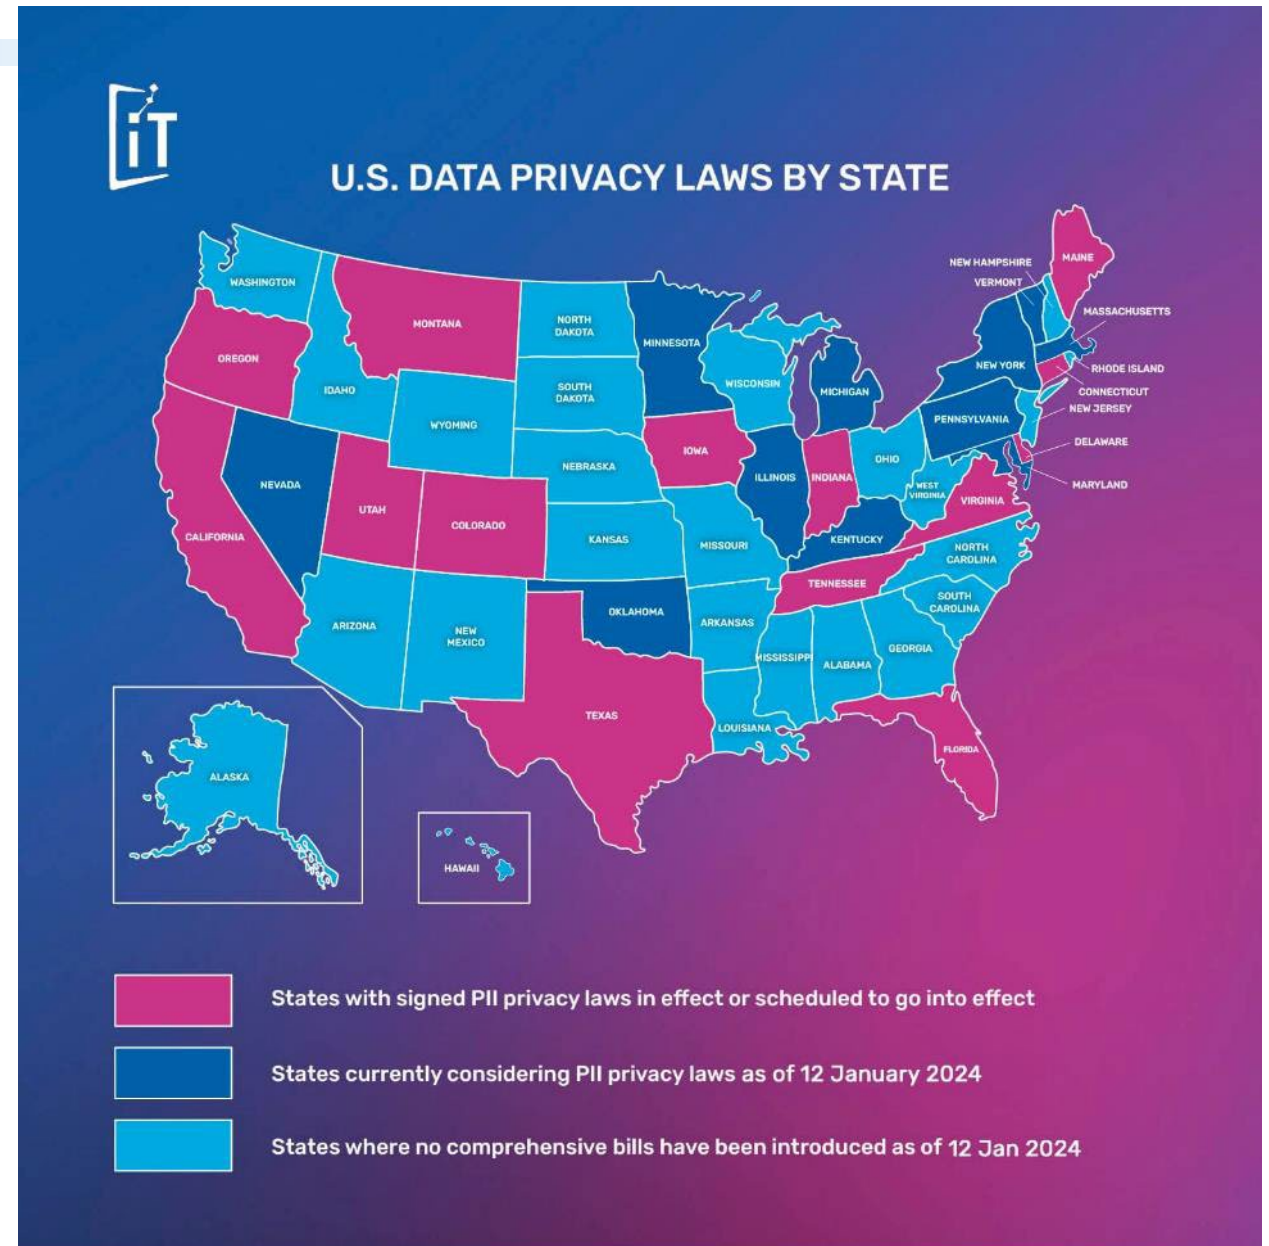 iT
U.S. DATA PRIVACY LAWS BY STATE
MAINE
NEW HAMPSHIRE
WASHINGTON
VERMONT
MASSACHUSETTS
MONTANA
NORTH
DAKOTA
MINNESOTA
OREGON
NEW YORK
RHODE ISLAND
IDAHO
SOUTH
DAKOTA
WISCONSIN
MICHIGAN
CONNECTICUT
NEW JERSEY
WYOMING
PENNSYLVANIA
DELAWARE
IOWA
NEBRASKA
OHIO
NEVADA
ILLINOIS
INDIANA
WEST
VIRGINIA
MARYLAND
VIRGINIA
UTAH
COLORADO
CALIFORNIA
KANSAS
MISSOURI
KENTUCKY
NORTH
CAROLINA
TENNESSEE
SOUTH
CAROLINA
OKLAHOMA
ARKANSAS
ARIZONA
NEW
MEXICO
MISSISSIPPI
ALABAMA
GEORGIA
TEXAS
LOUISIANA
FLORIDA
ALASKA
HAWAII
States with signed PII privacy laws in effect or scheduled to go into effect
States currently considering PII privacy laws as of 12 January 2024
States where no comprehensive bills have been introduced as of 12 Jan 2024